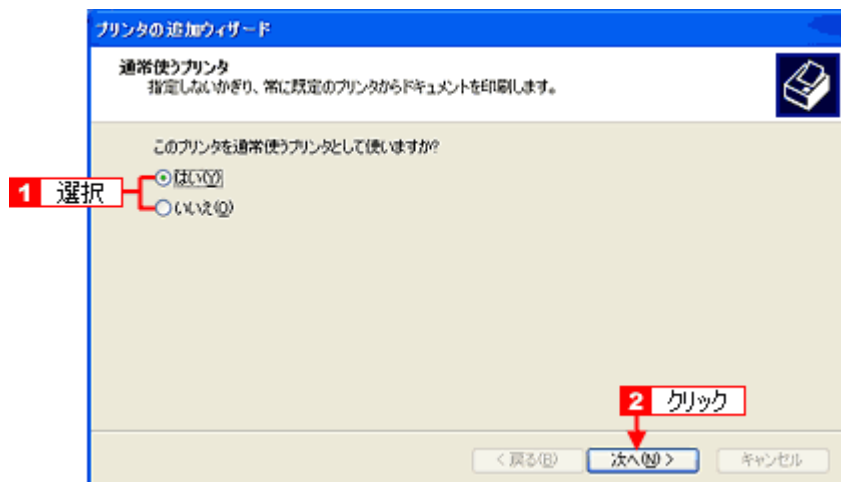 プリンタの追加ウィザード
通常使うプリンタ
指定しないかぎり、常に既定のプリンタからドキュメントを印刷します。
このプリンタを通常使うプリンタとして使いますか?
1 選択
はい(Y)
いいえ(O)
2 クリック
< 戻る(B)
次へ(N) >
キャンセル